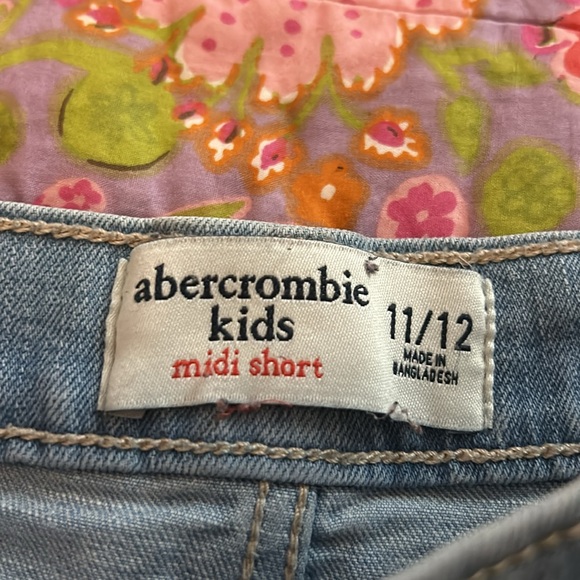 abercrombie
kids
midi short
11/12
MADE IN
BANGLADESH